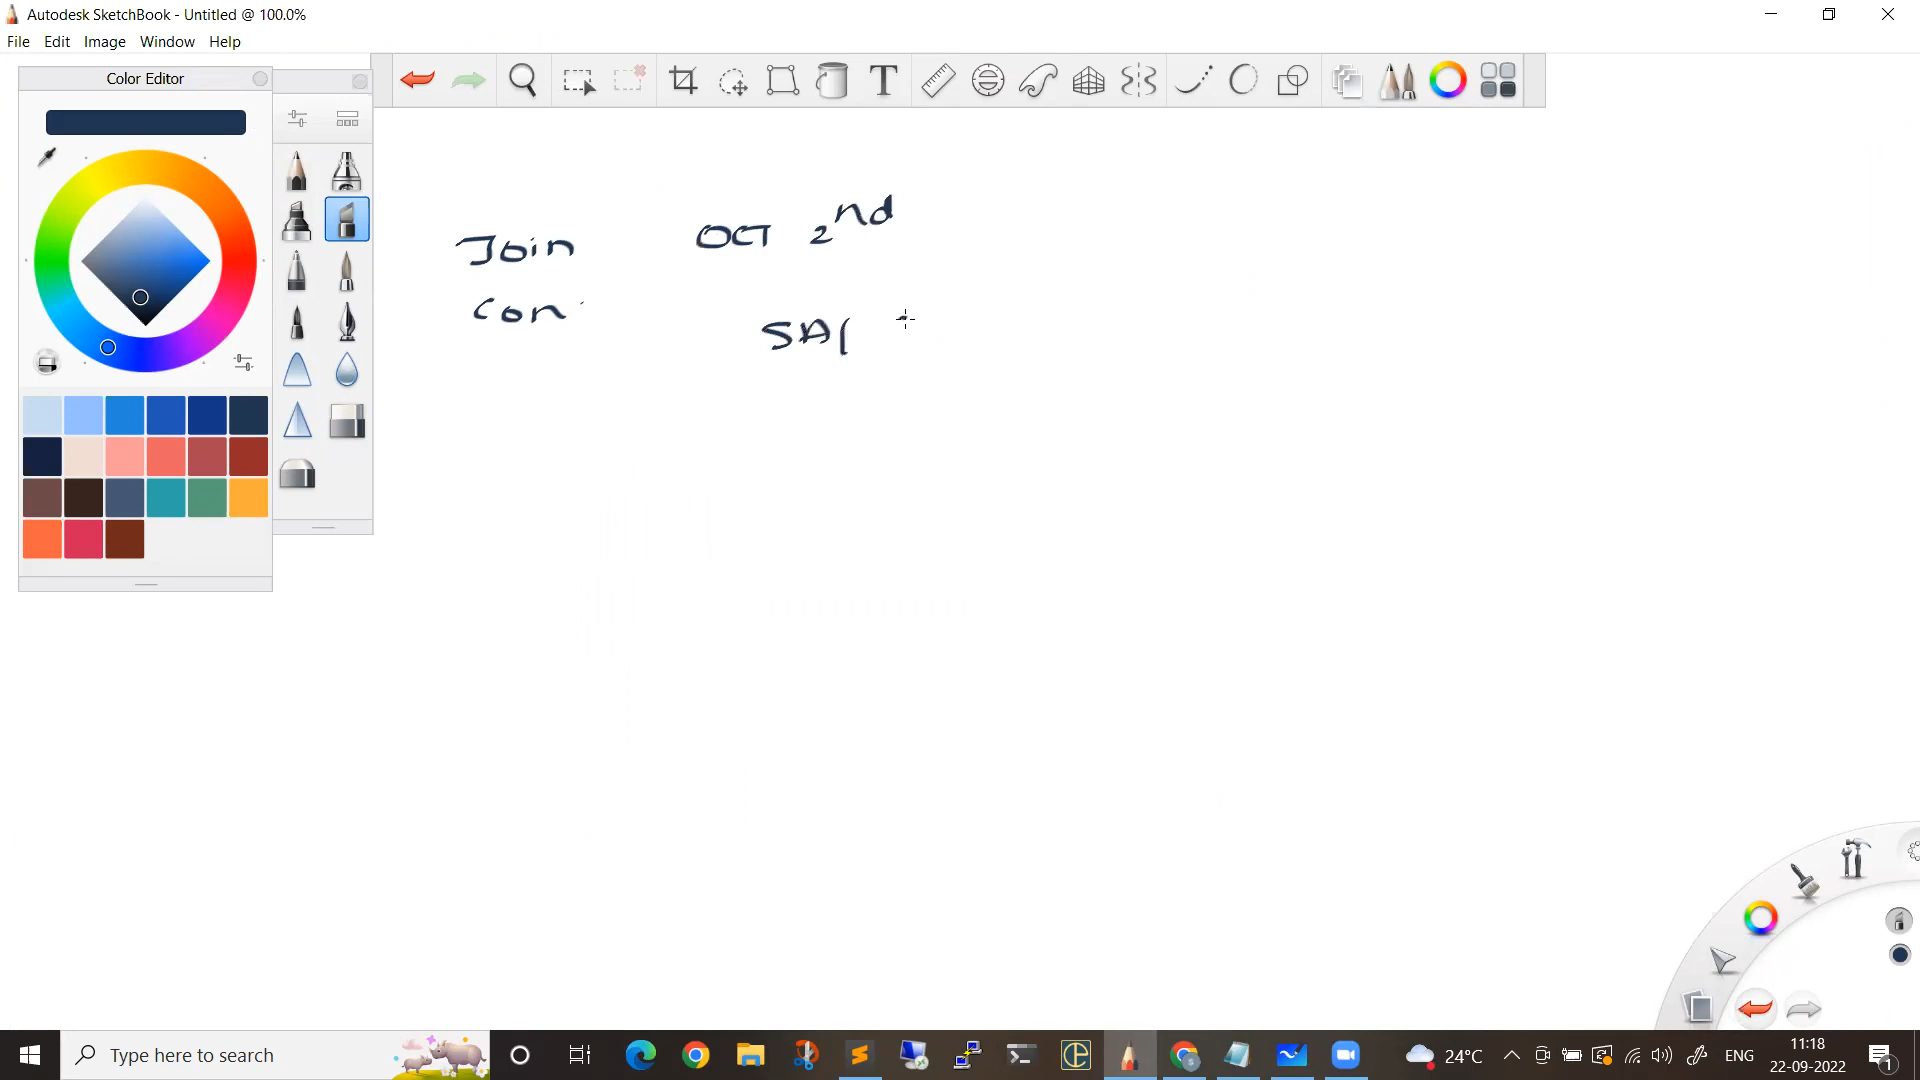 Autodesk SketchBook - Untitled @ 100.0%
File Edit Image Window Help
Color Editor
T
Join OCT 2nd
Con
Type here to search
24°C
ENG
11:18
22-09-2022
1